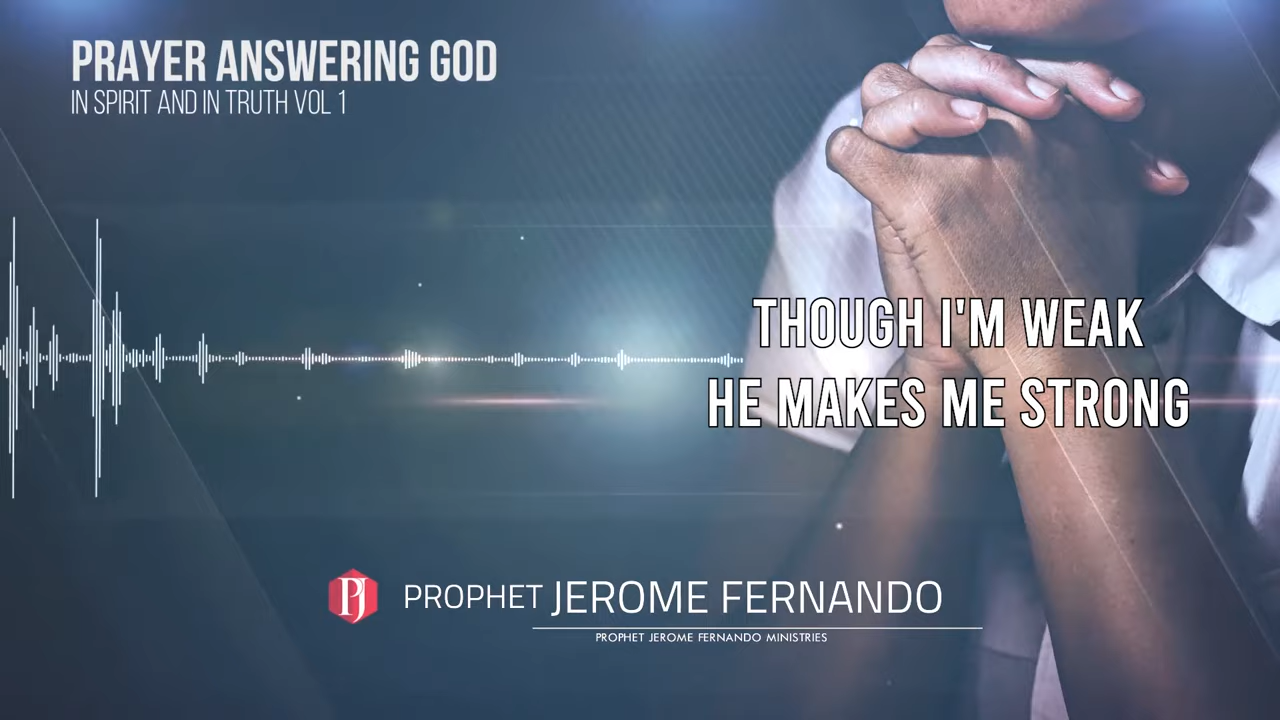 PRAYER ANSWERING GOD
IN SPIRIT AND IN TRUTH VOL 1
THOUGH I'M WEAK
HE MAKES ME STRONG
PJ PROPHET JEROME FERNANDO
PROPHET JEROME FERNANDO MINISTRIES